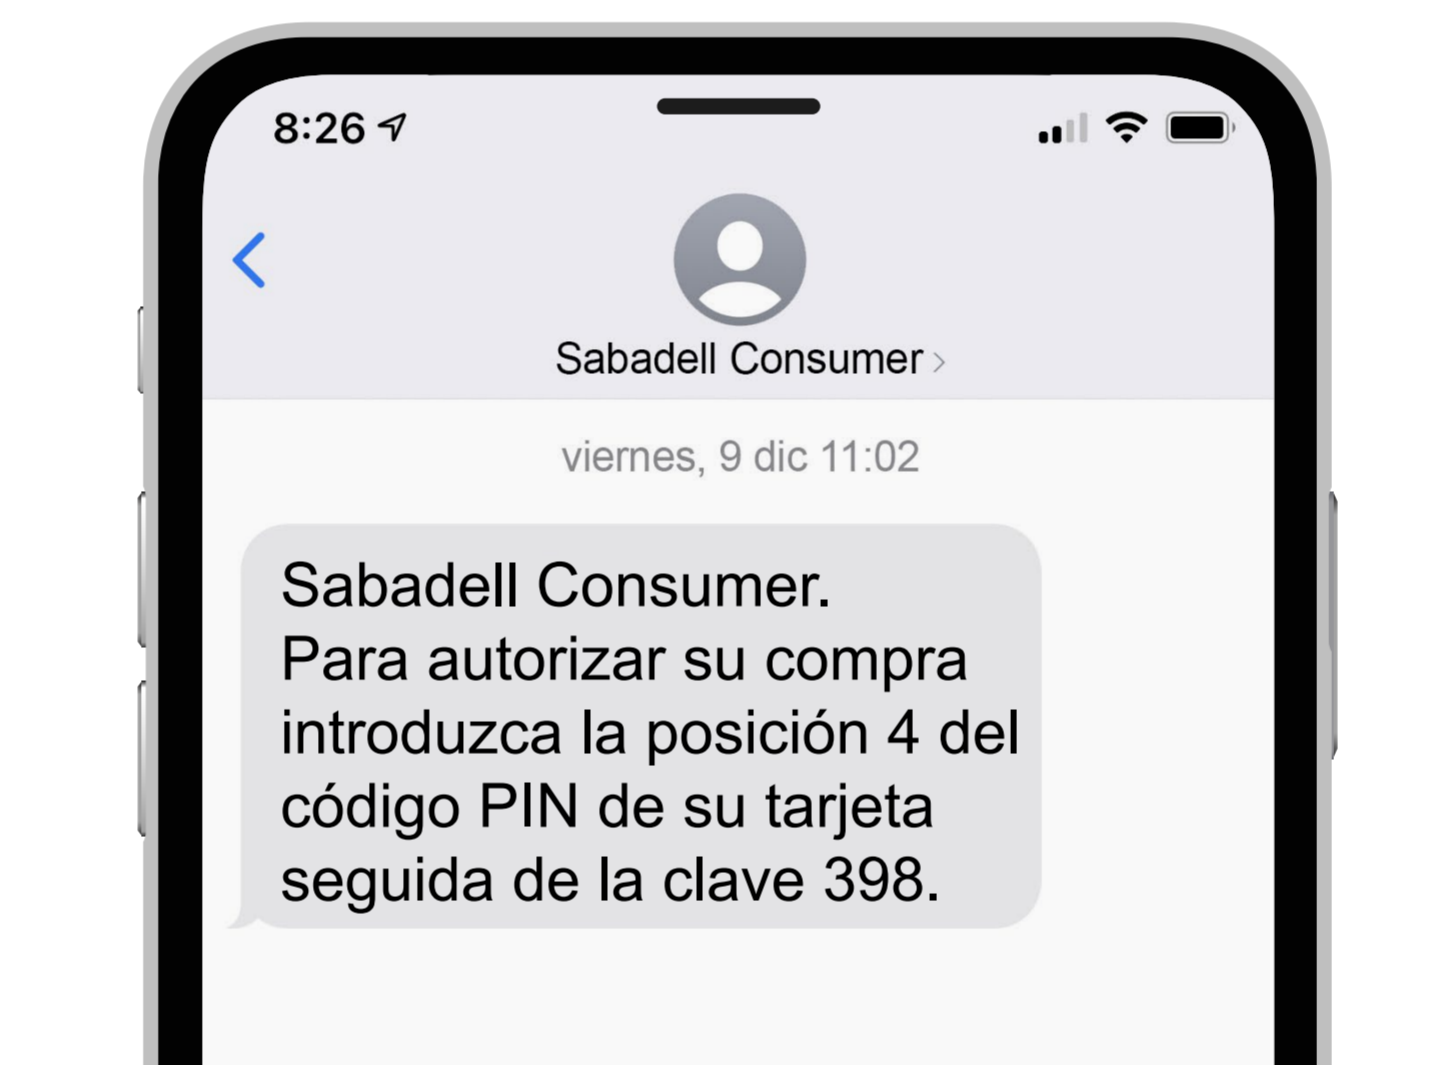 8:26
Sabadell Consumer
viernes, 9 dic 11:02
Sabadell Consumer.
Para autorizar su compra
introduzca la posición 4 del
código PIN de su tarjeta
seguida de la clave 398.